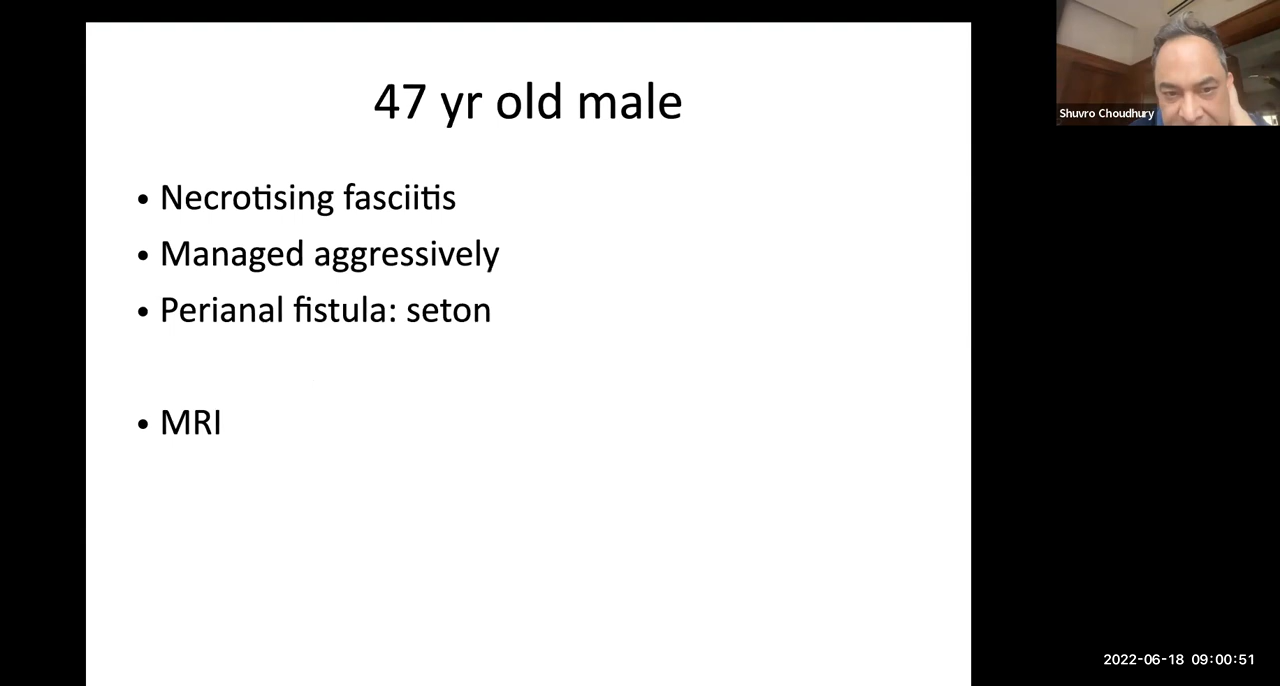 47 yr old male
• Necrotising fasciitis
• Managed aggressively
• Perianal fistula: seton
• MRI
Shuvro Choudhury
2022-06-18 09:00:51